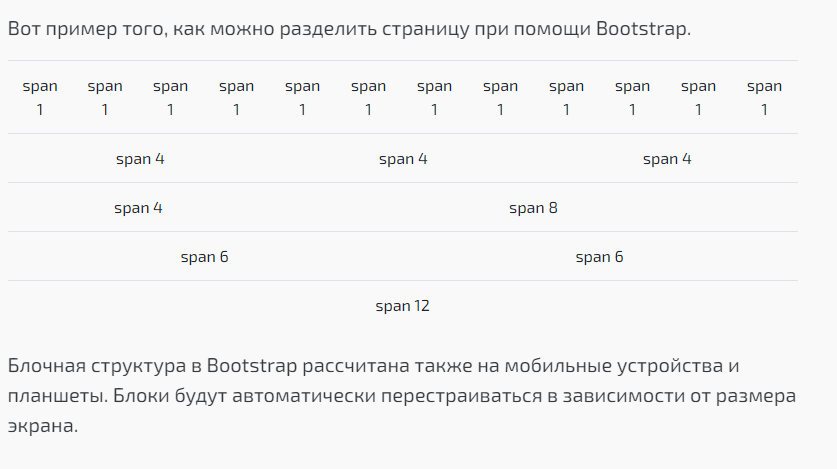 Вот пример того, как можно разделить страницу при помощи Bootstrap.
span span span span span span span span span span span span
1 1 1 1 1 1 1 1 1 1 1 1
span 4 span 4 span 4
span 4 span 8
span 6 span 6
span 12
Блочная структура в Bootstrap рассчитана также на мобильные устройства и
планшеты. Блоки будут автоматически перестраиваться в зависимости от размера
экрана.